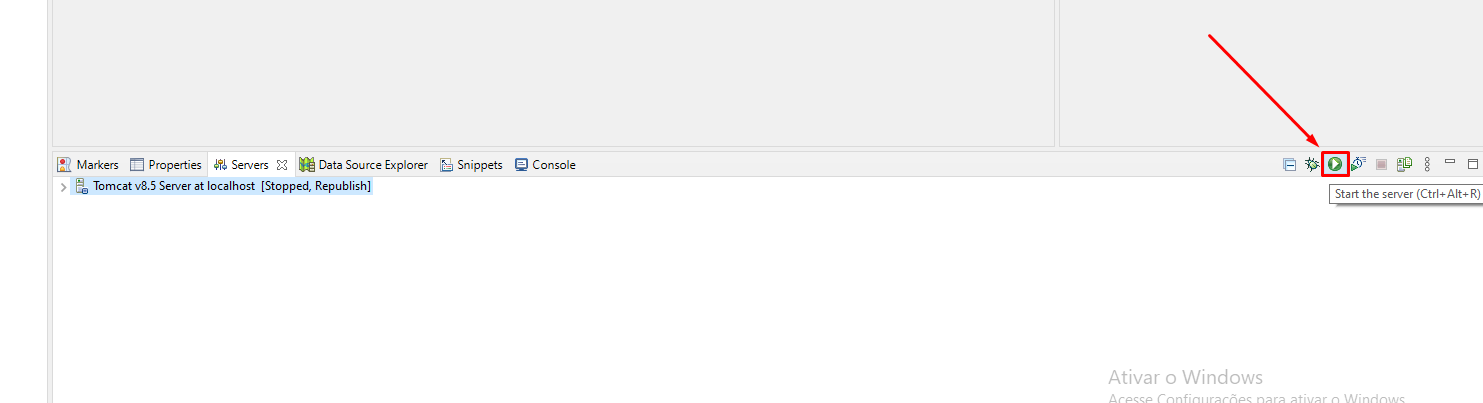 Markers Properties Servers Data Source Explorer Snippets Console
Tomcat v8.5 Server at localhost [Stopped, Republish]
Start the server (Ctrl+Alt+R)
Ativar o Windows
Acesse Configurações para ativar o Windows.